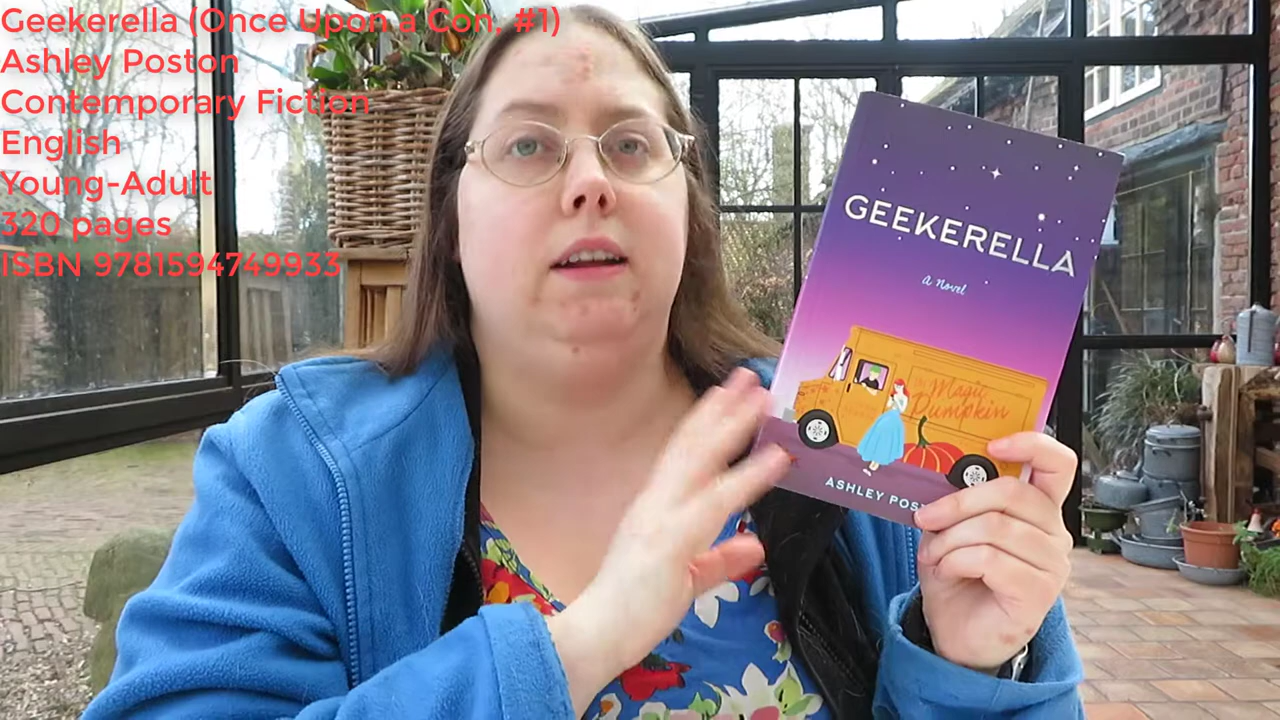 Geekerella (Once Upon a Con, #1)
Ashley Poston
Contemporary Fiction
English
Young-Adult
320 pages
ISBN 9781594749933
GEEKERELLA
a novel
Magic
Pumpkin
ASHLEY POS